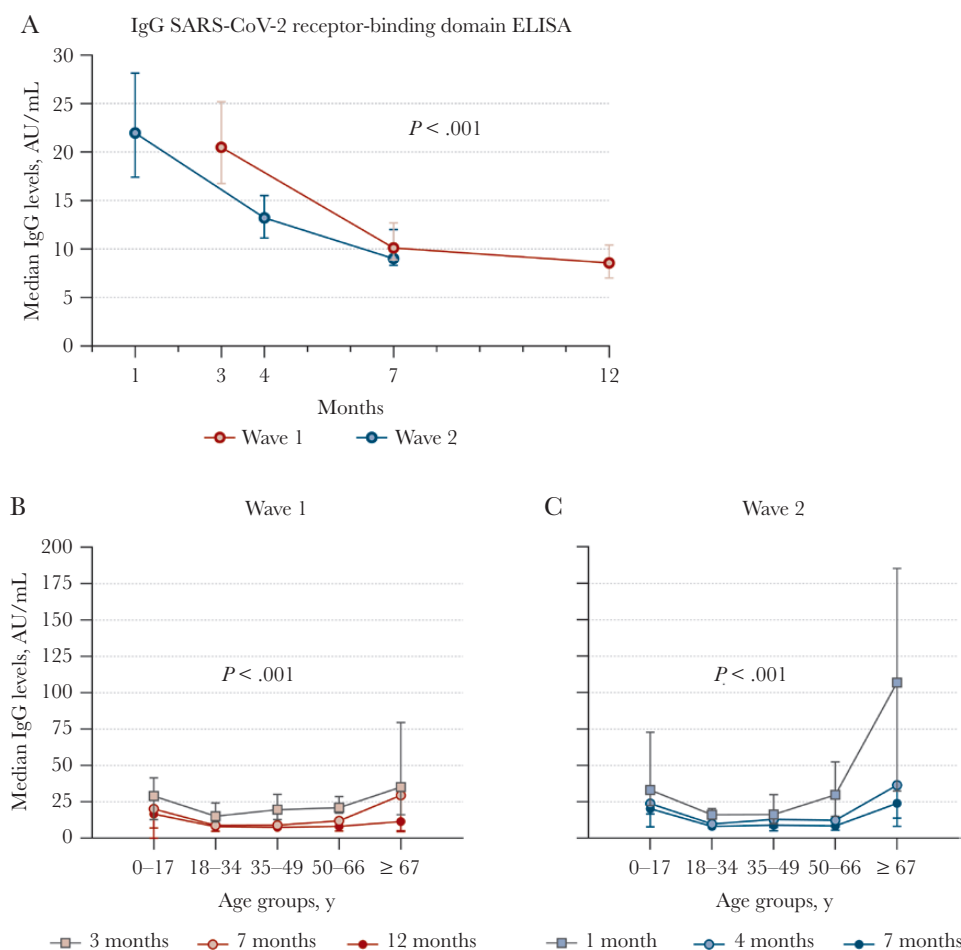 A
IgG SARS-CoV-2 receptor-binding domain ELISA
Median IgG levels, AU/mL
30
25
20
15
10
5
0
P < .001
1 3 4 7 12
Months
Wave 1 Wave 2
B
Wave 1
Median IgG levels, AU/mL
200
175
150
125
100
75
50
25
0
P < .001
0–17 18–34 35–49 50–66 ≥ 67
Age groups, y
3 months 7 months 12 months
C
Wave 2
P < .001
0–17 18–34 35–49 50–66 ≥ 67
Age groups, y
1 month 4 months 7 months